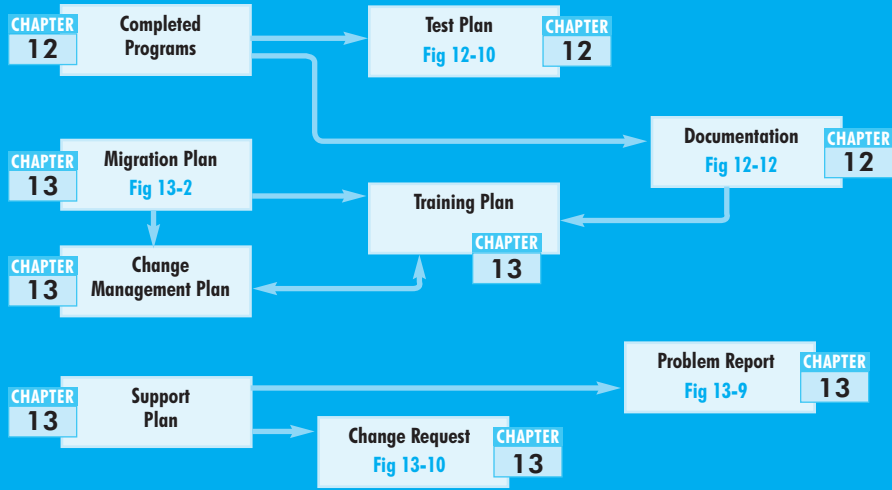 CHAPTER
12
Completed
Programs
Test Plan
Fig 12-10
CHAPTER
12
Documentation
Fig 12-12
CHAPTER
12
CHAPTER
13
Migration Plan
Fig 13-2
Training Plan
CHAPTER
13
CHAPTER
13
Change
Management Plan
Problem Report
Fig 13-9
CHAPTER
13
CHAPTER
13
Support
Plan
Change Request
Fig 13-10
CHAPTER
13